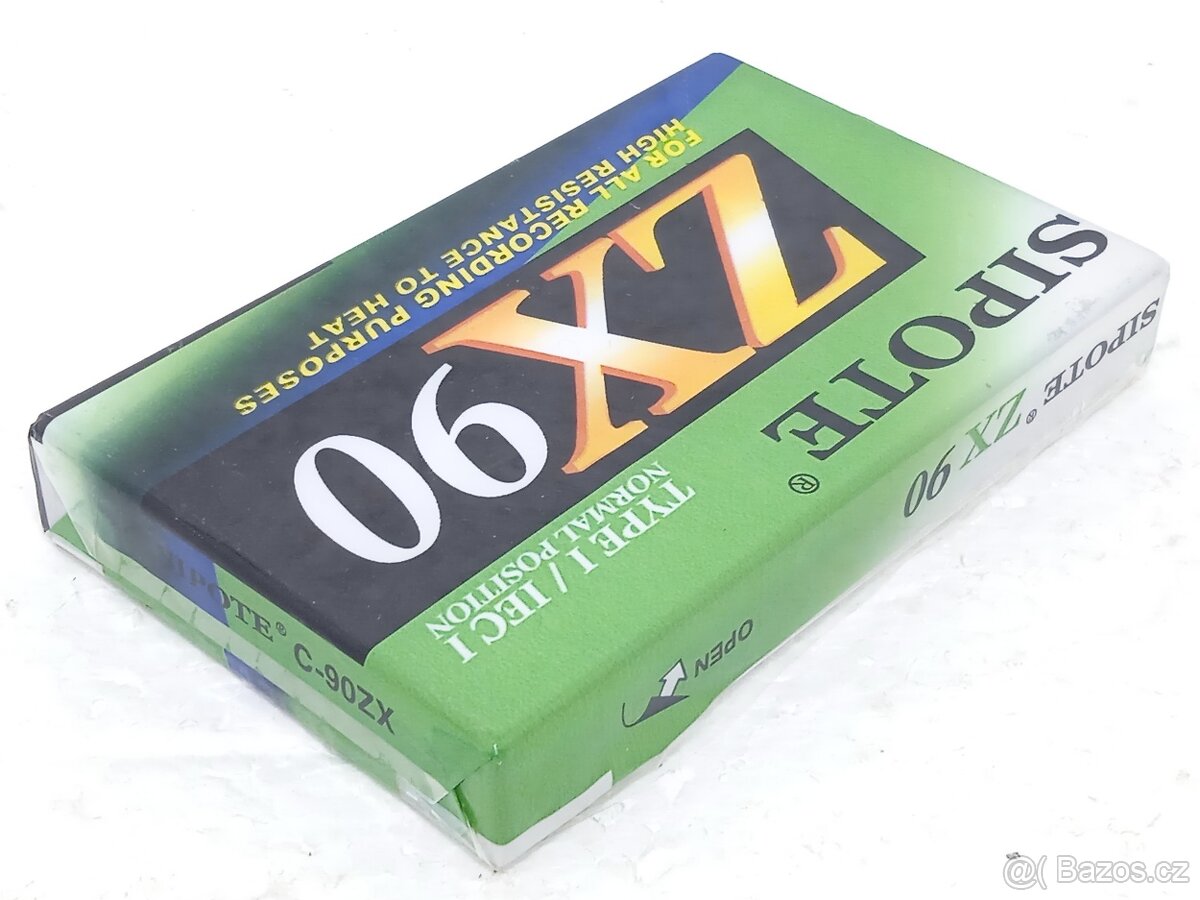 SIPOTE®
TYPE I / IEC I
NORMAL POSITION
ZX 90
FOR ALL RECORDING PURPOSES
HIGH RESISTANCE TO HEAT
SIPOTE® ZX 90
OPEN
SIPOTE® C-90ZX
@( Bazos.cz